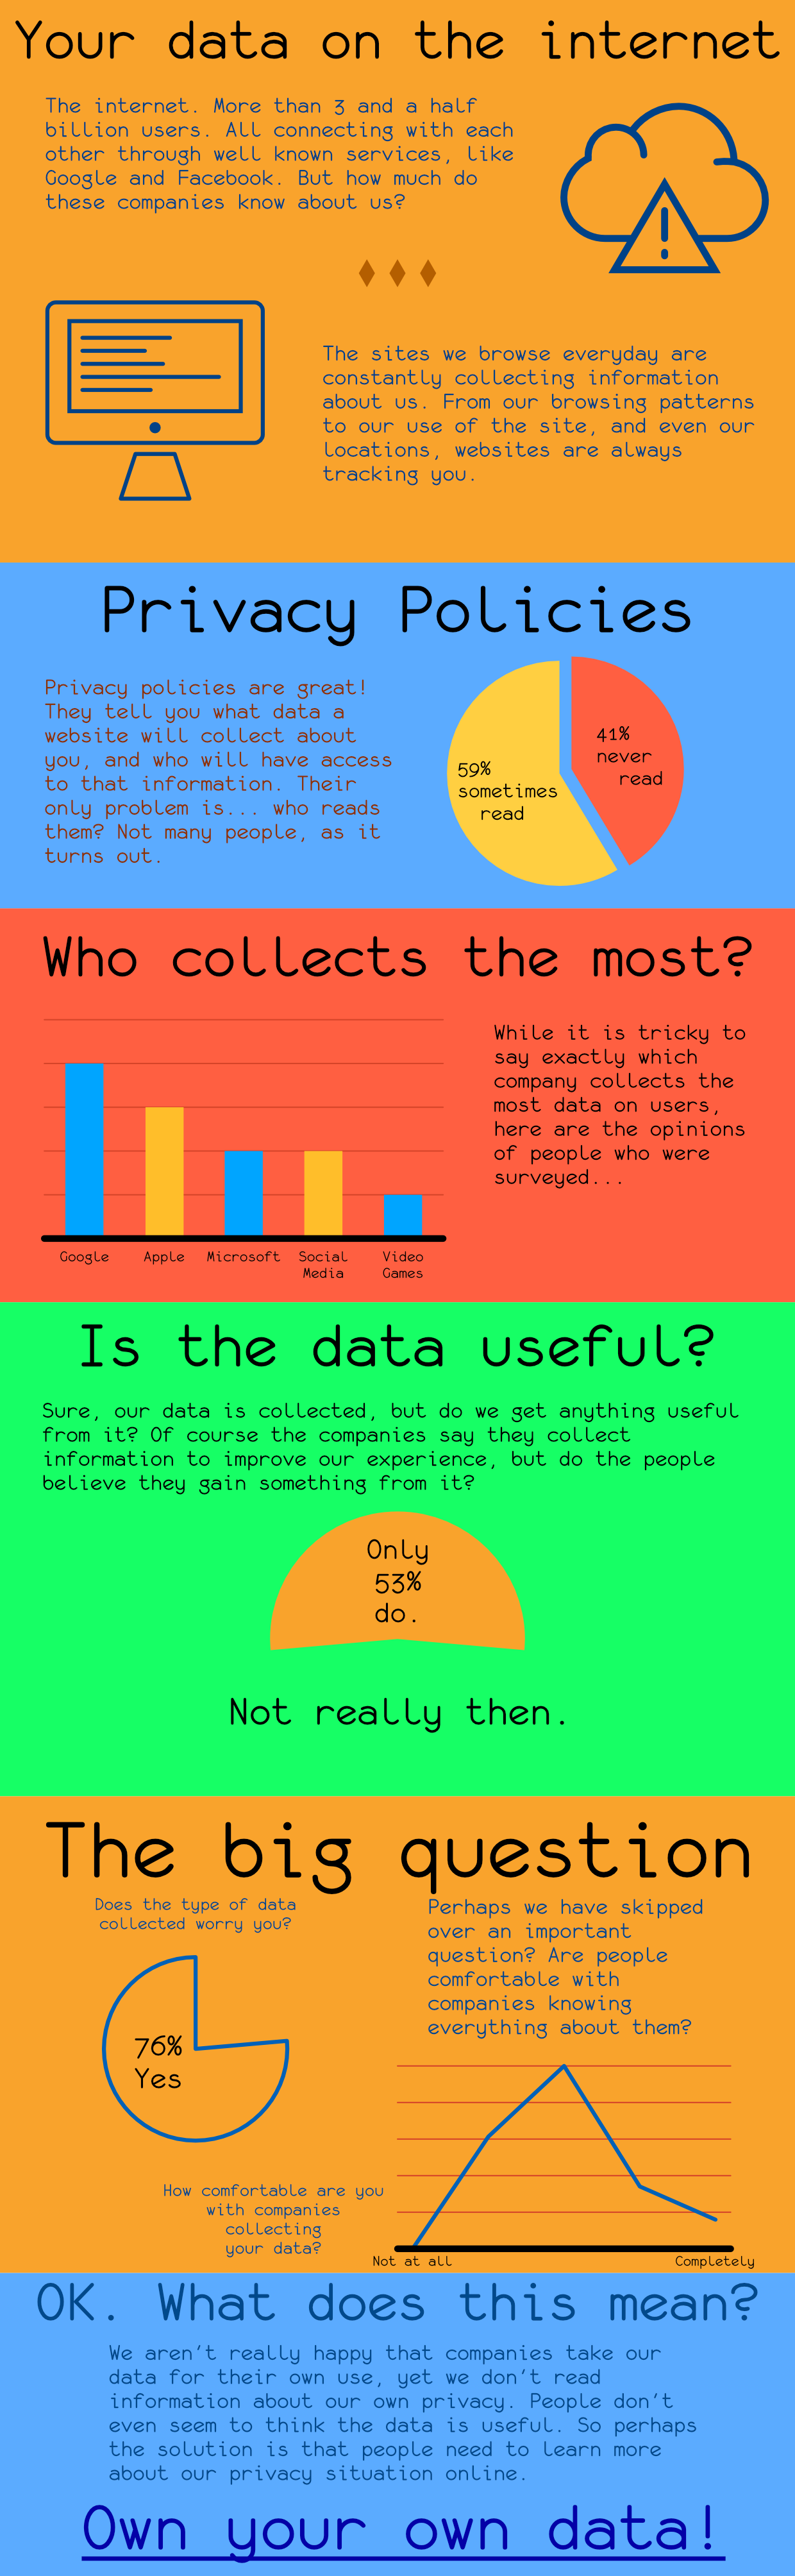 Your data on the internet
The internet. More than 3 and a half
billion users. All connecting with each
other through well known services, like
Google and Facebook. But how much do
these companies know about us?
!
The sites we browse everyday are
constantly collecting information
about us. From our browsing patterns
to our use of the site, and even our
locations, websites are always
tracking you.
Privacy Policies
Privacy policies are great!
They tell you what data a
website will collect about
you, and who will have access
to that information. Their
only problem is... who reads
them? Not many people, as it
turns out.
59%
sometimes
read
41%
never
read
Who collects the most?
While it is tricky to
say exactly which
company collects the
most data on users,
here are the opinions
of people who were
surveyed...
Google
Apple
Microsoft
Social
Media
Video
Games
Is the data useful?
Sure, our data is collected, but do we get anything useful
from it? Of course the companies say they collect
information to improve our experience, but do the people
believe they gain something from it?
Only
53%
do.
Not really then.
The big question
Does the type of data
collected worry you?
76%
Yes
Perhaps we have skipped
over an important
question? Are people
comfortable with
companies knowing
everything about them?
How comfortable are you
with companies
collecting
your data?
Not at all
Completely
OK. What does this mean?
We aren't really happy that companies take our
data for their own use, yet we don't read
information about our own privacy. People don't
even seem to think the data is useful. So perhaps
the solution is that people need to learn more
about our privacy situation online.
Own your own data!